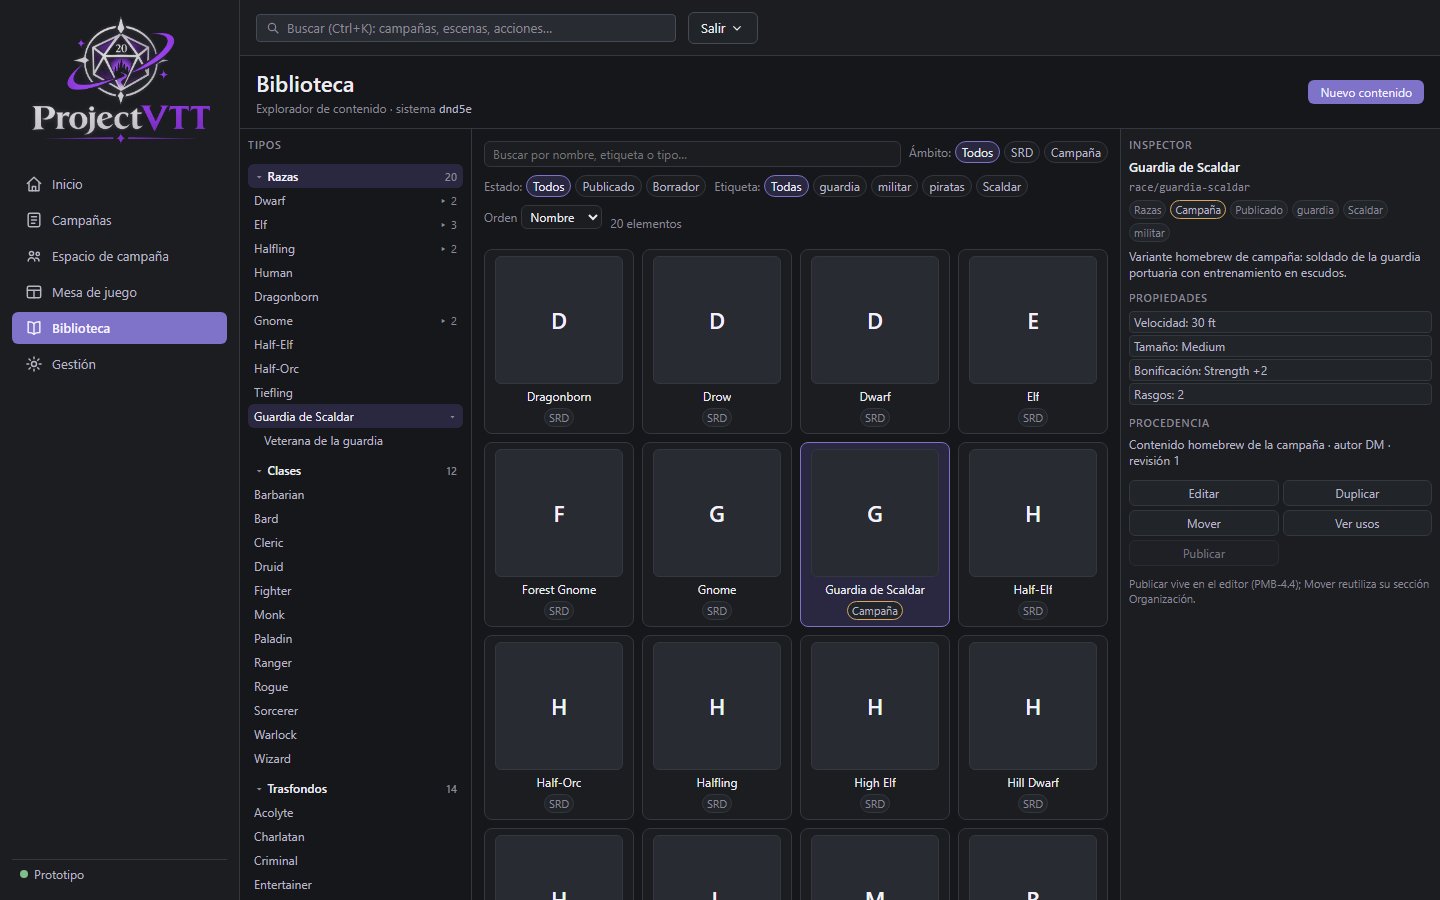 20
ProjectVTT
Inicio
Campañas
Espacio de campaña
Mesa de juego
Biblioteca
Gestión
Prototipo
Buscar (Ctrl+K): campañas, escenas, acciones...
Salir
Biblioteca
Explorador de contenido · sistema dnd5e
Nuevo contenido
TIPOS
Razas 20
Dwarf 2
Elf 3
Halfling 2
Human
Dragonborn
Gnome 2
Half-Elf
Half-Orc
Tiefling
Guardia de Scaldar
Veterana de la guardia
Clases 12
Barbarian
Bard
Cleric
Druid
Fighter
Monk
Paladin
Ranger
Rogue
Sorcerer
Warlock
Wizard
Trasfondos 14
Acolyte
Charlatan
Criminal
Entertainer
Buscar por nombre, etiqueta o tipo...
Ámbito: Todos SRD Campaña
Estado: Todos Publicado Borrador Etiqueta: Todas guardia militar piratas Scaldar
Orden Nombre 20 elementos
D D D E
Dragonborn Drow Dwarf Elf
SRD SRD SRD SRD
F G G H
Forest Gnome Gnome Guardia de Scaldar Half-Elf
SRD SRD Campaña SRD
H H H H
Half-Orc Halfling High Elf Hill Dwarf
SRD SRD SRD SRD
INSPECTOR
Guardia de Scaldar
race/guardia-scaldar
Razas Campaña Publicado guardia Scaldar
militar
Variante homebrew de campaña: soldado de la guardia
portuaria con entrenamiento en escudos.
PROPIEDADES
Velocidad: 30 ft
Tamaño: Medium
Bonificación: Strength +2
Rasgos: 2
PROCEDENCIA
Contenido homebrew de la campaña · autor DM ·
revisión 1
Editar Duplicar
Mover Ver usos
Publicar
Publicar vive en el editor (PMB-4.4); Mover reutiliza su sección
Organización.